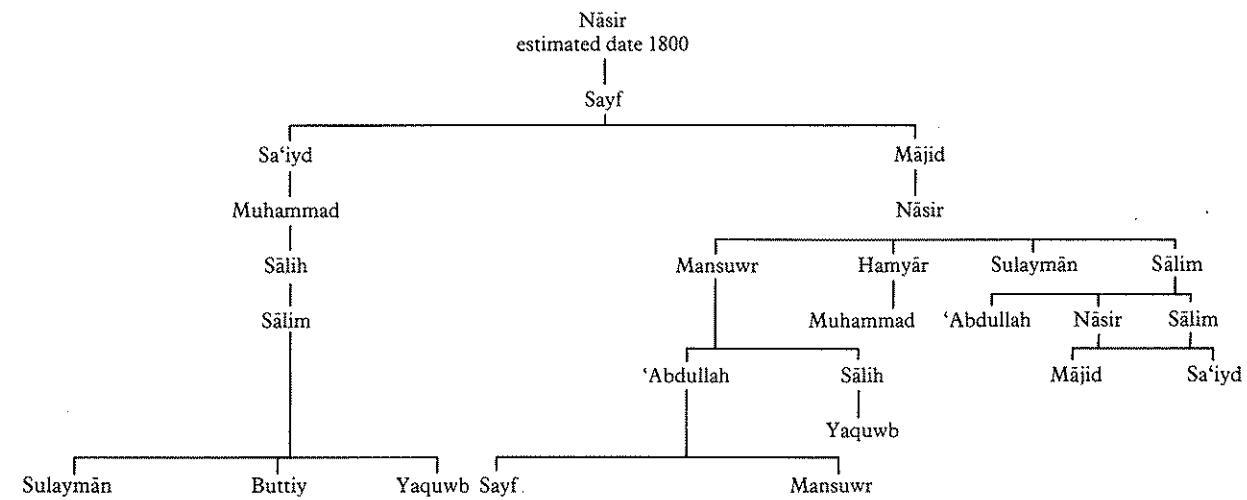 Nāsir
estimated date 1800
Sayf
Sa‘iyd Mājid
Muhammad Nāsir
Sālih Mansuwr Hamyār Sulaymān Sālim
Sālim Muhammad ‘Abdullah Nāsir Sālim
‘Abdullah Sālih Mājid Sa‘iyd
Yaquwb
Sulaymān Buttiy Yaquwb Sayf Mansuwr